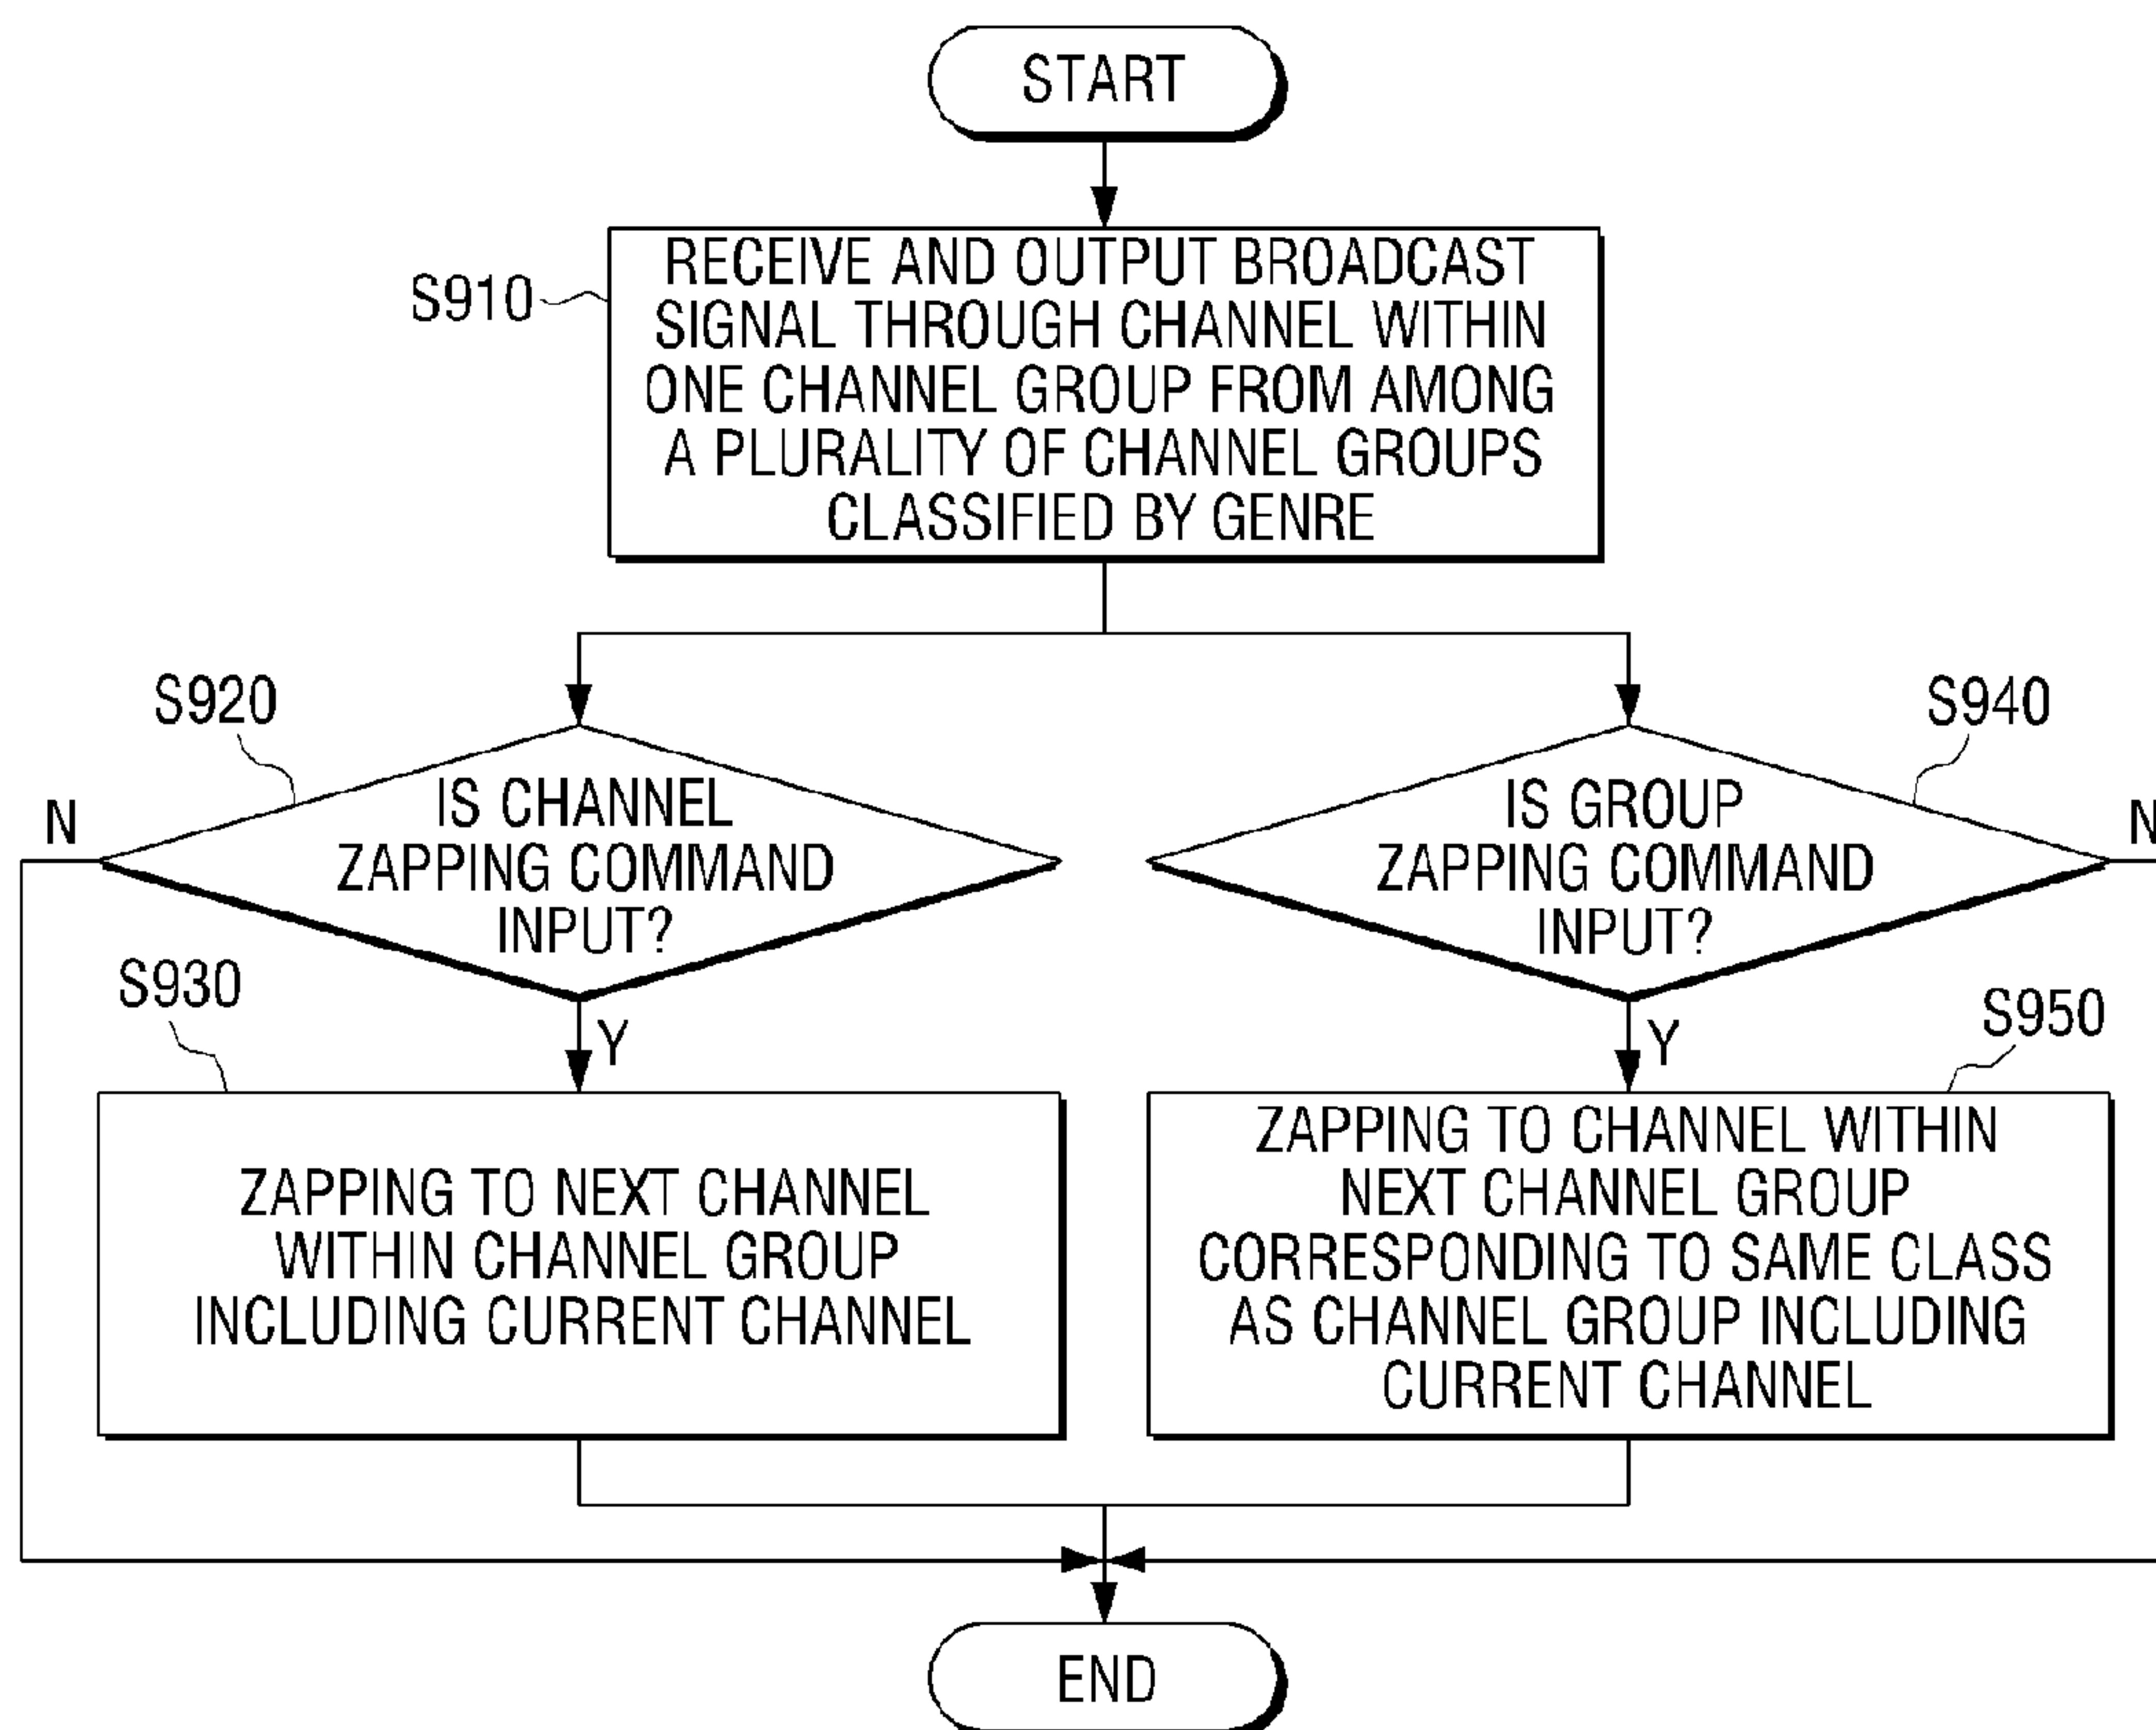 START
S910
RECEIVE AND OUTPUT BROADCAST
SIGNAL THROUGH CHANNEL WITHIN
ONE CHANNEL GROUP FROM AMONG
A PLURALITY OF CHANNEL GROUPS
CLASSIFIED BY GENRE
S920
N
IS CHANNEL
ZAPPING COMMAND
INPUT?
Y
S940
N
IS GROUP
ZAPPING COMMAND
INPUT?
Y
S930
ZAPPING TO NEXT CHANNEL
WITHIN CHANNEL GROUP
INCLUDING CURRENT CHANNEL
S950
ZAPPING TO CHANNEL WITHIN
NEXT CHANNEL GROUP
CORRESPONDING TO SAME CLASS
AS CHANNEL GROUP INCLUDING
CURRENT CHANNEL
END